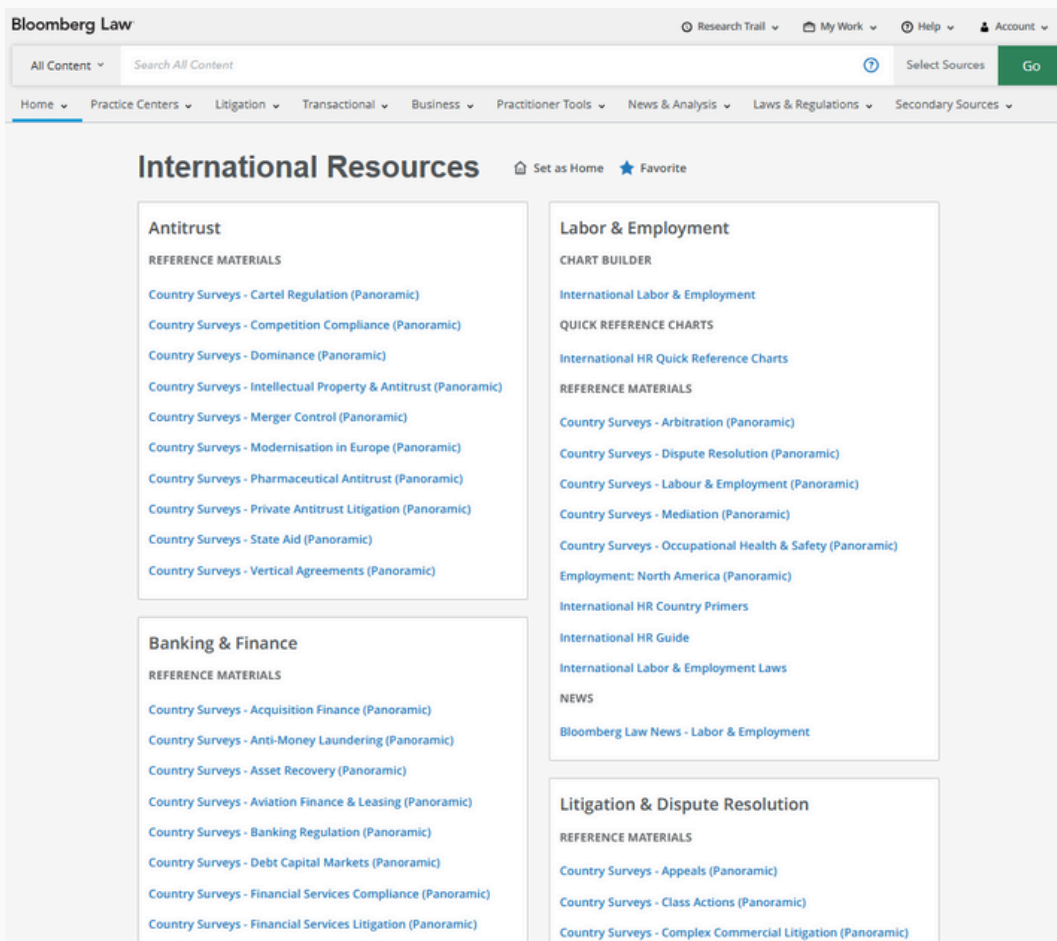 Bloomberg Law
Research Trail My Work Help Account
All Content Search All Content Select Sources Go
Home Practice Centers Litigation Transactional Business Practitioner Tools News & Analysis Laws & Regulations Secondary Sources
International Resources Set as Home Favorite
Antitrust
REFERENCE MATERIALS
Country Surveys - Cartel Regulation (Panoramic)
Country Surveys - Competition Compliance (Panoramic)
Country Surveys - Dominance (Panoramic)
Country Surveys - Intellectual Property & Antitrust (Panoramic)
Country Surveys - Merger Control (Panoramic)
Country Surveys - Modernisation in Europe (Panoramic)
Country Surveys - Pharmaceutical Antitrust (Panoramic)
Country Surveys - Private Antitrust Litigation (Panoramic)
Country Surveys - State Aid (Panoramic)
Country Surveys - Vertical Agreements (Panoramic)
Banking & Finance
REFERENCE MATERIALS
Country Surveys - Acquisition Finance (Panoramic)
Country Surveys - Anti-Money Laundering (Panoramic)
Country Surveys - Asset Recovery (Panoramic)
Country Surveys - Aviation Finance & Leasing (Panoramic)
Country Surveys - Banking Regulation (Panoramic)
Country Surveys - Debt Capital Markets (Panoramic)
Country Surveys - Financial Services Compliance (Panoramic)
Country Surveys - Financial Services Litigation (Panoramic)
Labor & Employment
CHART BUILDER
International Labor & Employment
QUICK REFERENCE CHARTS
International HR Quick Reference Charts
REFERENCE MATERIALS
Country Surveys - Arbitration (Panoramic)
Country Surveys - Dispute Resolution (Panoramic)
Country Surveys - Labour & Employment (Panoramic)
Country Surveys - Mediation (Panoramic)
Country Surveys - Occupational Health & Safety (Panoramic)
Employment: North America (Panoramic)
International HR Country Primers
International HR Guide
International Labor & Employment Laws
NEWS
Bloomberg Law News - Labor & Employment
Litigation & Dispute Resolution
REFERENCE MATERIALS
Country Surveys - Appeals (Panoramic)
Country Surveys - Class Actions (Panoramic)
Country Surveys - Complex Commercial Litigation (Panoramic)